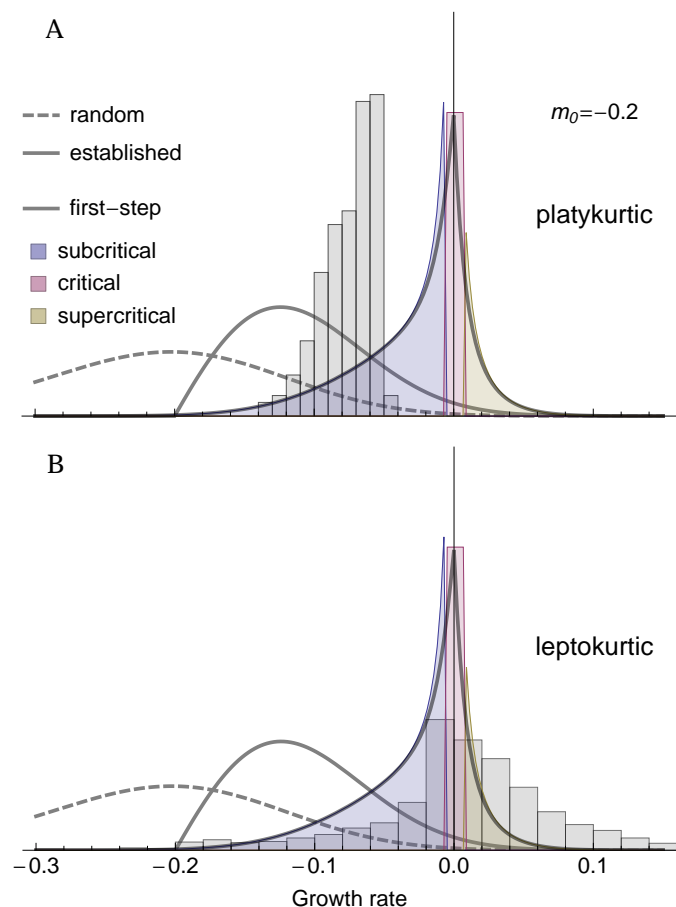 A
random
m0=−0.2
established
first−step
platykurtic
subcritical
critical
supercritical
B
leptokurtic
−0.3 −0.2 −0.1 0.0 0.1
Growth rate